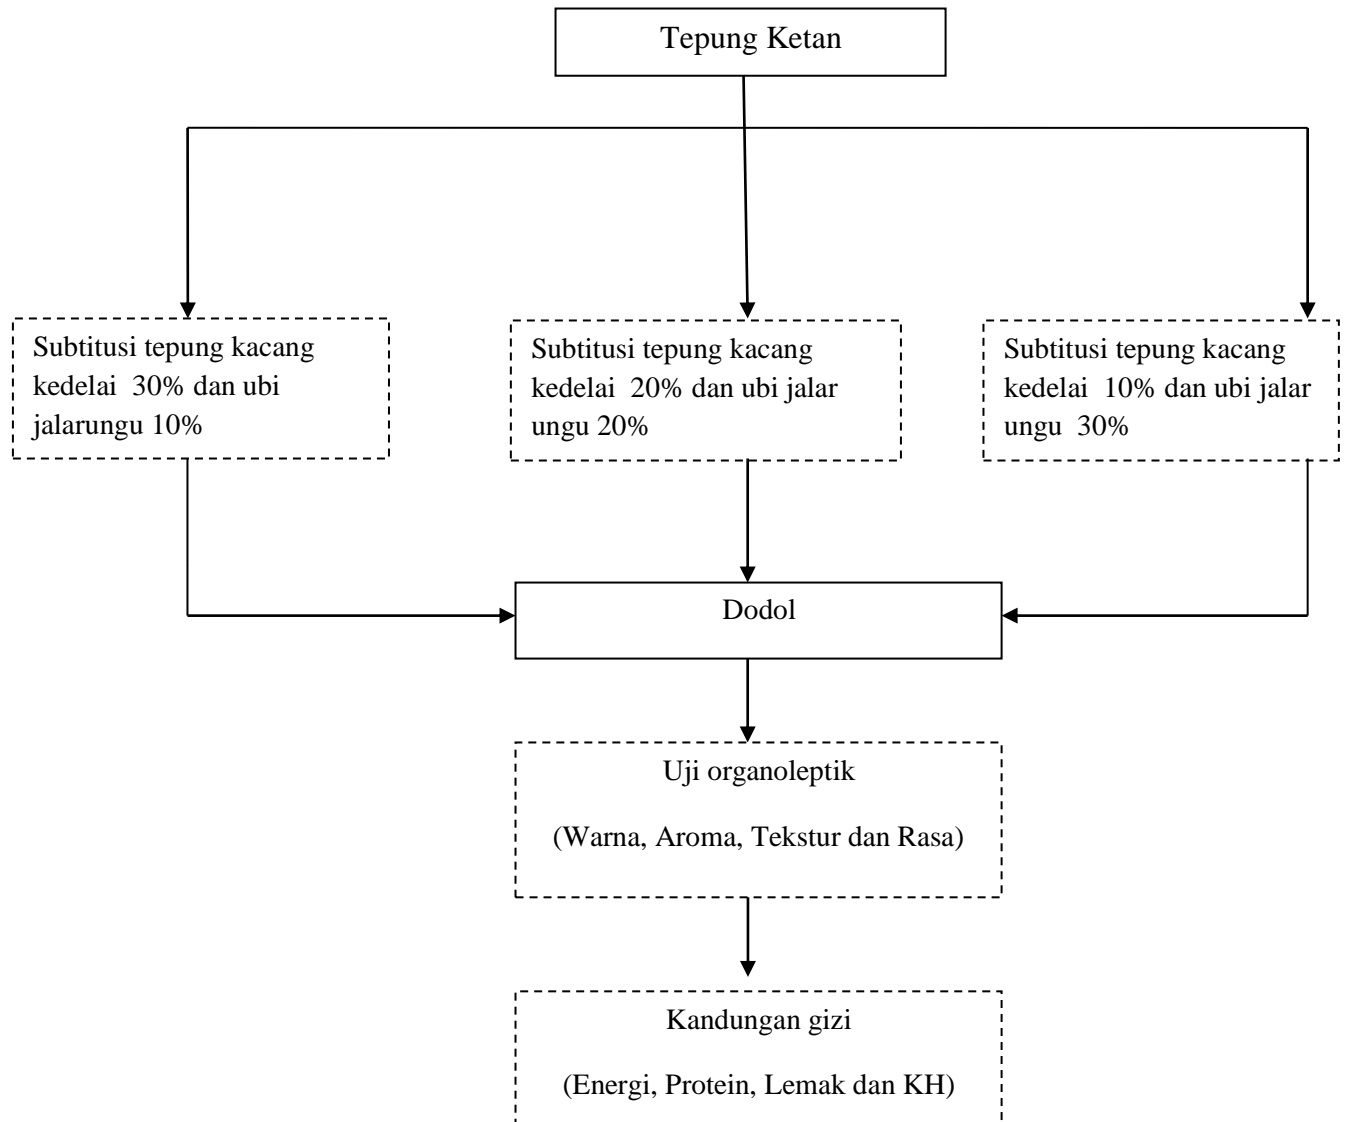 Tepung Ketan
Subtitusi tepung kacang
kedelai 30% dan ubi
jalarungu 10%
Subtitusi tepung kacang
kedelai 20% dan ubi jalar
ungu 20%
Subtitusi tepung kacang
kedelai 10% dan ubi jalar
ungu 30%
Dodol
Uji organoleptik
(Warna, Aroma, Tekstur dan Rasa)
Kandungan gizi
(Energi, Protein, Lemak dan KH)